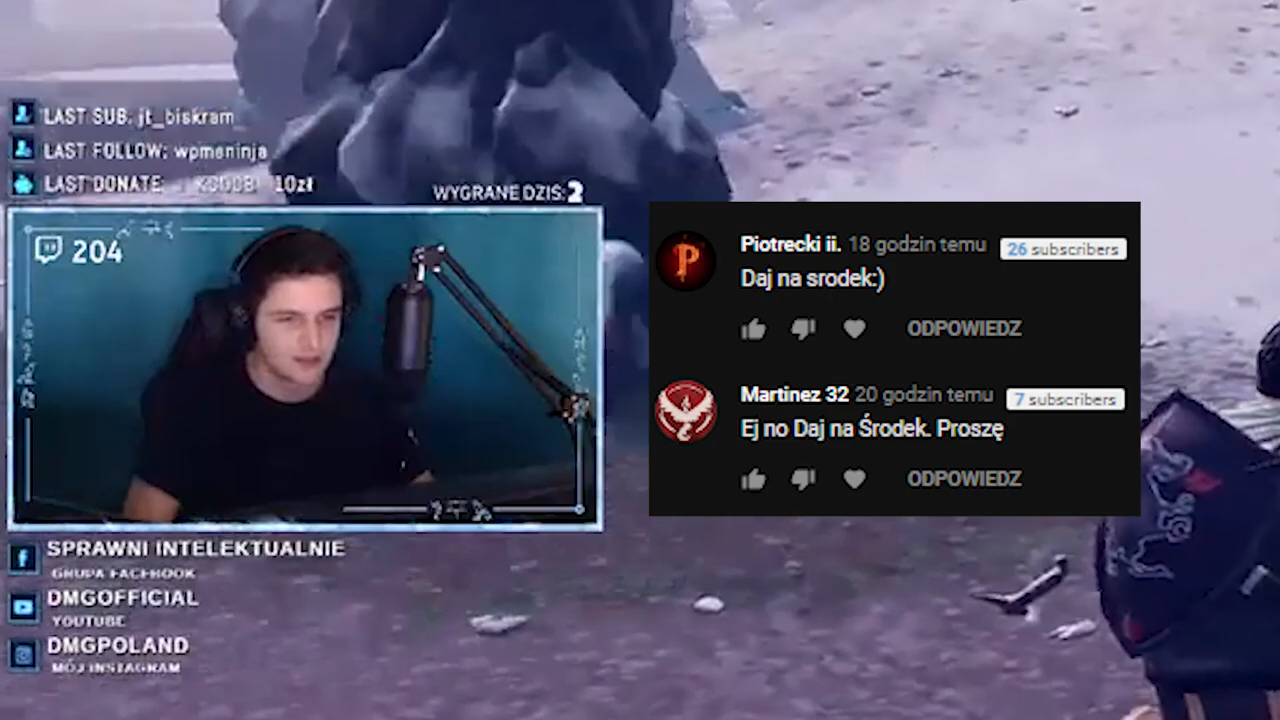 LAST SUB: jt_biskram
LAST FOLLOW: wpmaninja
LAST DONATE: 10zł
WYGRANE DZIŚ: 2
204
Piotrecki ii. 18 godzin temu 26 subscribers
Daj na srodek:)
ODPOWIEDZ
Martinez 32 20 godzin temu 7 subscribers
Ej no Daj na Środek. Proszę
ODPOWIEDZ
SPRAWNI INTELEKTUALNIE
GRUPA FACEBOOK
DMGOFFICIAL
YOUTUBE
DMGPOLAND
MÓJ INSTAGRAM